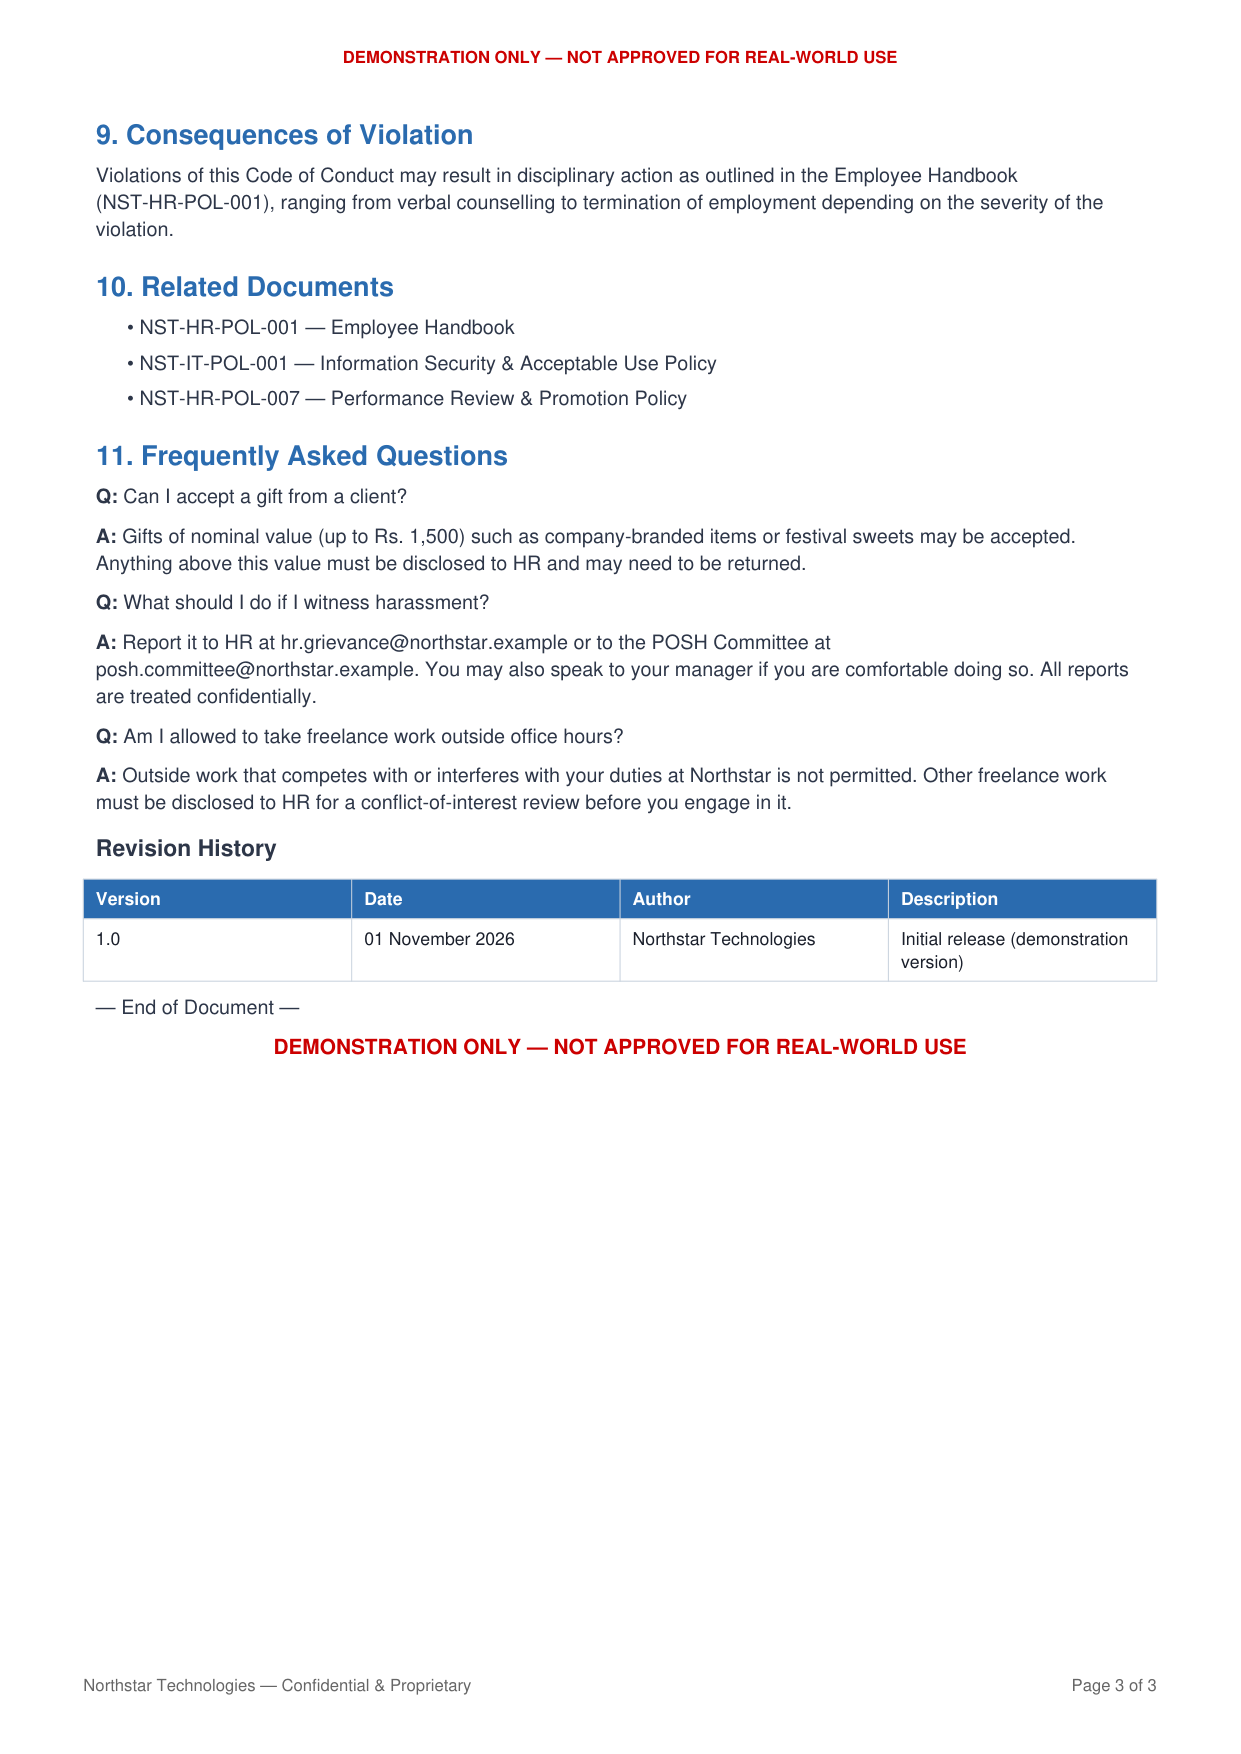 DEMONSTRATION ONLY — NOT APPROVED FOR REAL-WORLD USE
9. Consequences of Violation
Violations of this Code of Conduct may result in disciplinary action as outlined in the Employee Handbook
(NST-HR-POL-001), ranging from verbal counselling to termination of employment depending on the severity of the
violation.
10. Related Documents
• NST-HR-POL-001 — Employee Handbook
• NST-IT-POL-001 — Information Security & Acceptable Use Policy
• NST-HR-POL-007 — Performance Review & Promotion Policy
11. Frequently Asked Questions
Q: Can I accept a gift from a client?
A: Gifts of nominal value (up to Rs. 1,500) such as company-branded items or festival sweets may be accepted.
Anything above this value must be disclosed to HR and may need to be returned.
Q: What should I do if I witness harassment?
A: Report it to HR at hr.grievance@northstar.example or to the POSH Committee at
posh.committee@northstar.example. You may also speak to your manager if you are comfortable doing so. All reports
are treated confidentially.
Q: Am I allowed to take freelance work outside office hours?
A: Outside work that competes with or interferes with your duties at Northstar is not permitted. Other freelance work
must be disclosed to HR for a conflict-of-interest review before you engage in it.
Revision History
Version Date Author Description
1.0 01 November 2026 Northstar Technologies Initial release (demonstration
version)
— End of Document —
DEMONSTRATION ONLY — NOT APPROVED FOR REAL-WORLD USE
Northstar Technologies — Confidential & Proprietary Page 3 of 3